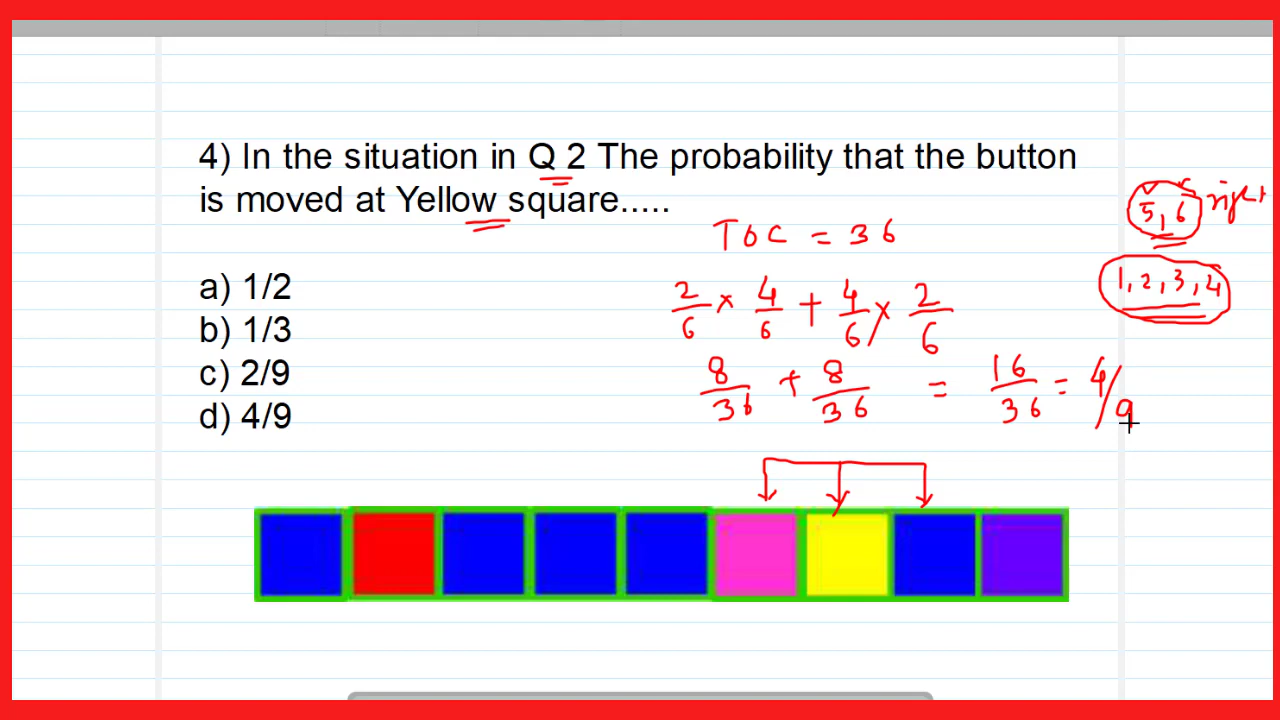 4) In the situation in Q 2 The probability that the button
is moved at Yellow square.....
5, 6 right
TOC = 36
1, 2, 3, 4
a) 1/2
2/6 × 4/6 + 4/6 × 2/6
b) 1/3
c) 2/9
8/36 + 8/36 = 16/36 = 4/9
d) 4/9